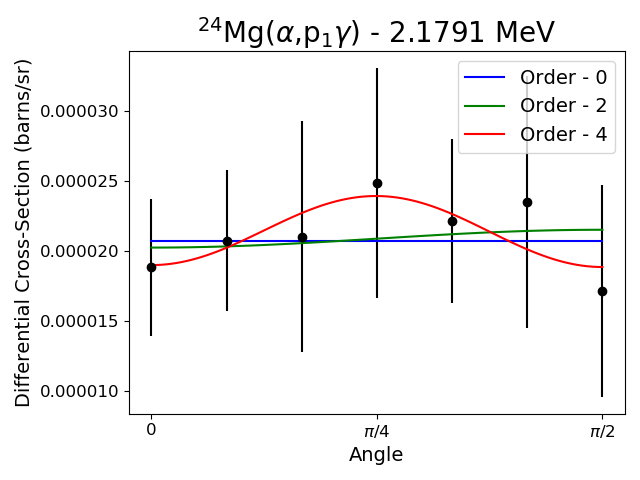 ²⁴Mg(α,p₁γ) - 2.1791 MeV
Differential Cross-Section (barns/sr)
0.000030
0.000025
0.000020
0.000015
0.000010
Order - 0
Order - 2
Order - 4
0
π/4
π/2
Angle